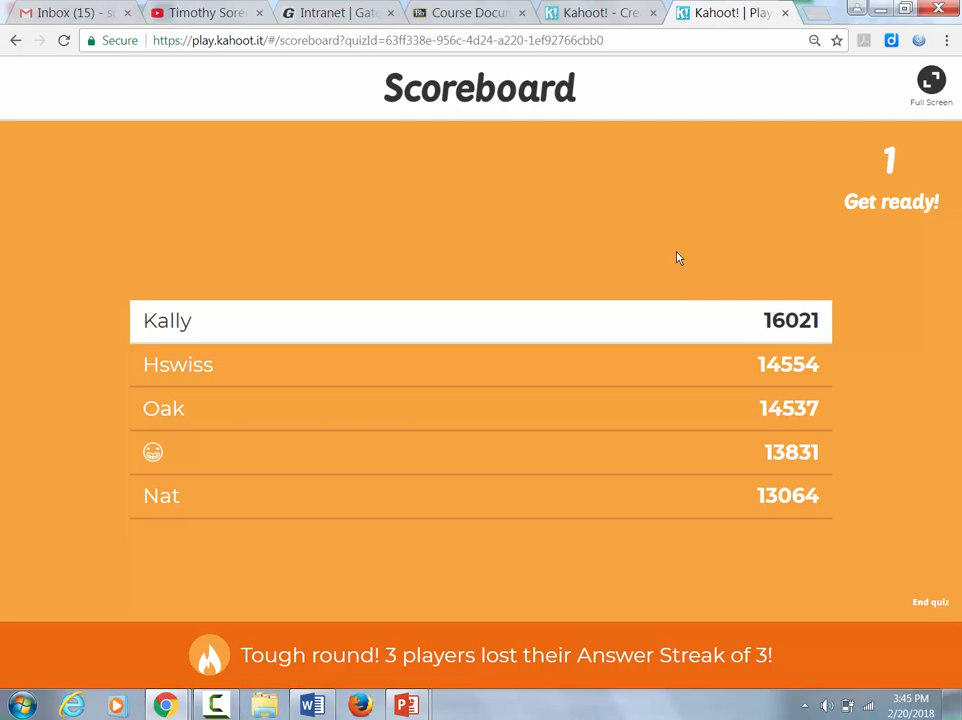 Inbox (15) - s
Timothy Sore
Intranet | Gate
Course Docu
Kahoot! - Cre
Kahoot! | Play
Secure
https://play.kahoot.it/#/scoreboard?quizId=63ff338e-956c-4d24-a220-1ef92766cbb0
Scoreboard
Full Screen
1
Get ready!
Kally 16021
Hswiss 14554
Oak 14537
😁 13831
Nat 13064
End quiz
Tough round! 3 players lost their Answer Streak of 3!
3:45 PM
2/20/2018